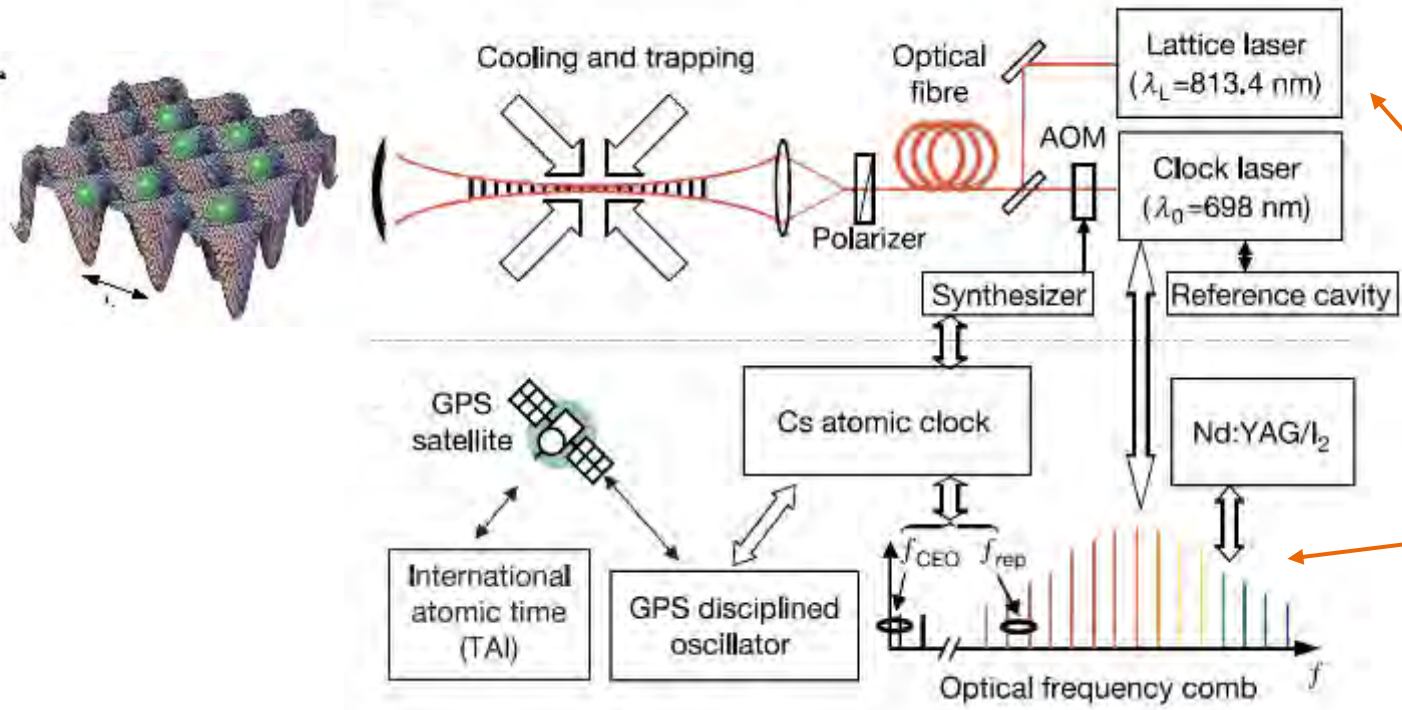 Cooling and trapping
Optical
fibre
Lattice laser
(λL=813.4 nm)
AOM
Clock laser
(λ0=698 nm)
Polarizer
Synthesizer
Reference cavity
GPS
satellite
Cs atomic clock
Nd:YAG/I2
International
atomic time
(TAI)
GPS disciplined
oscillator
fCEO
frep
f
Optical frequency comb